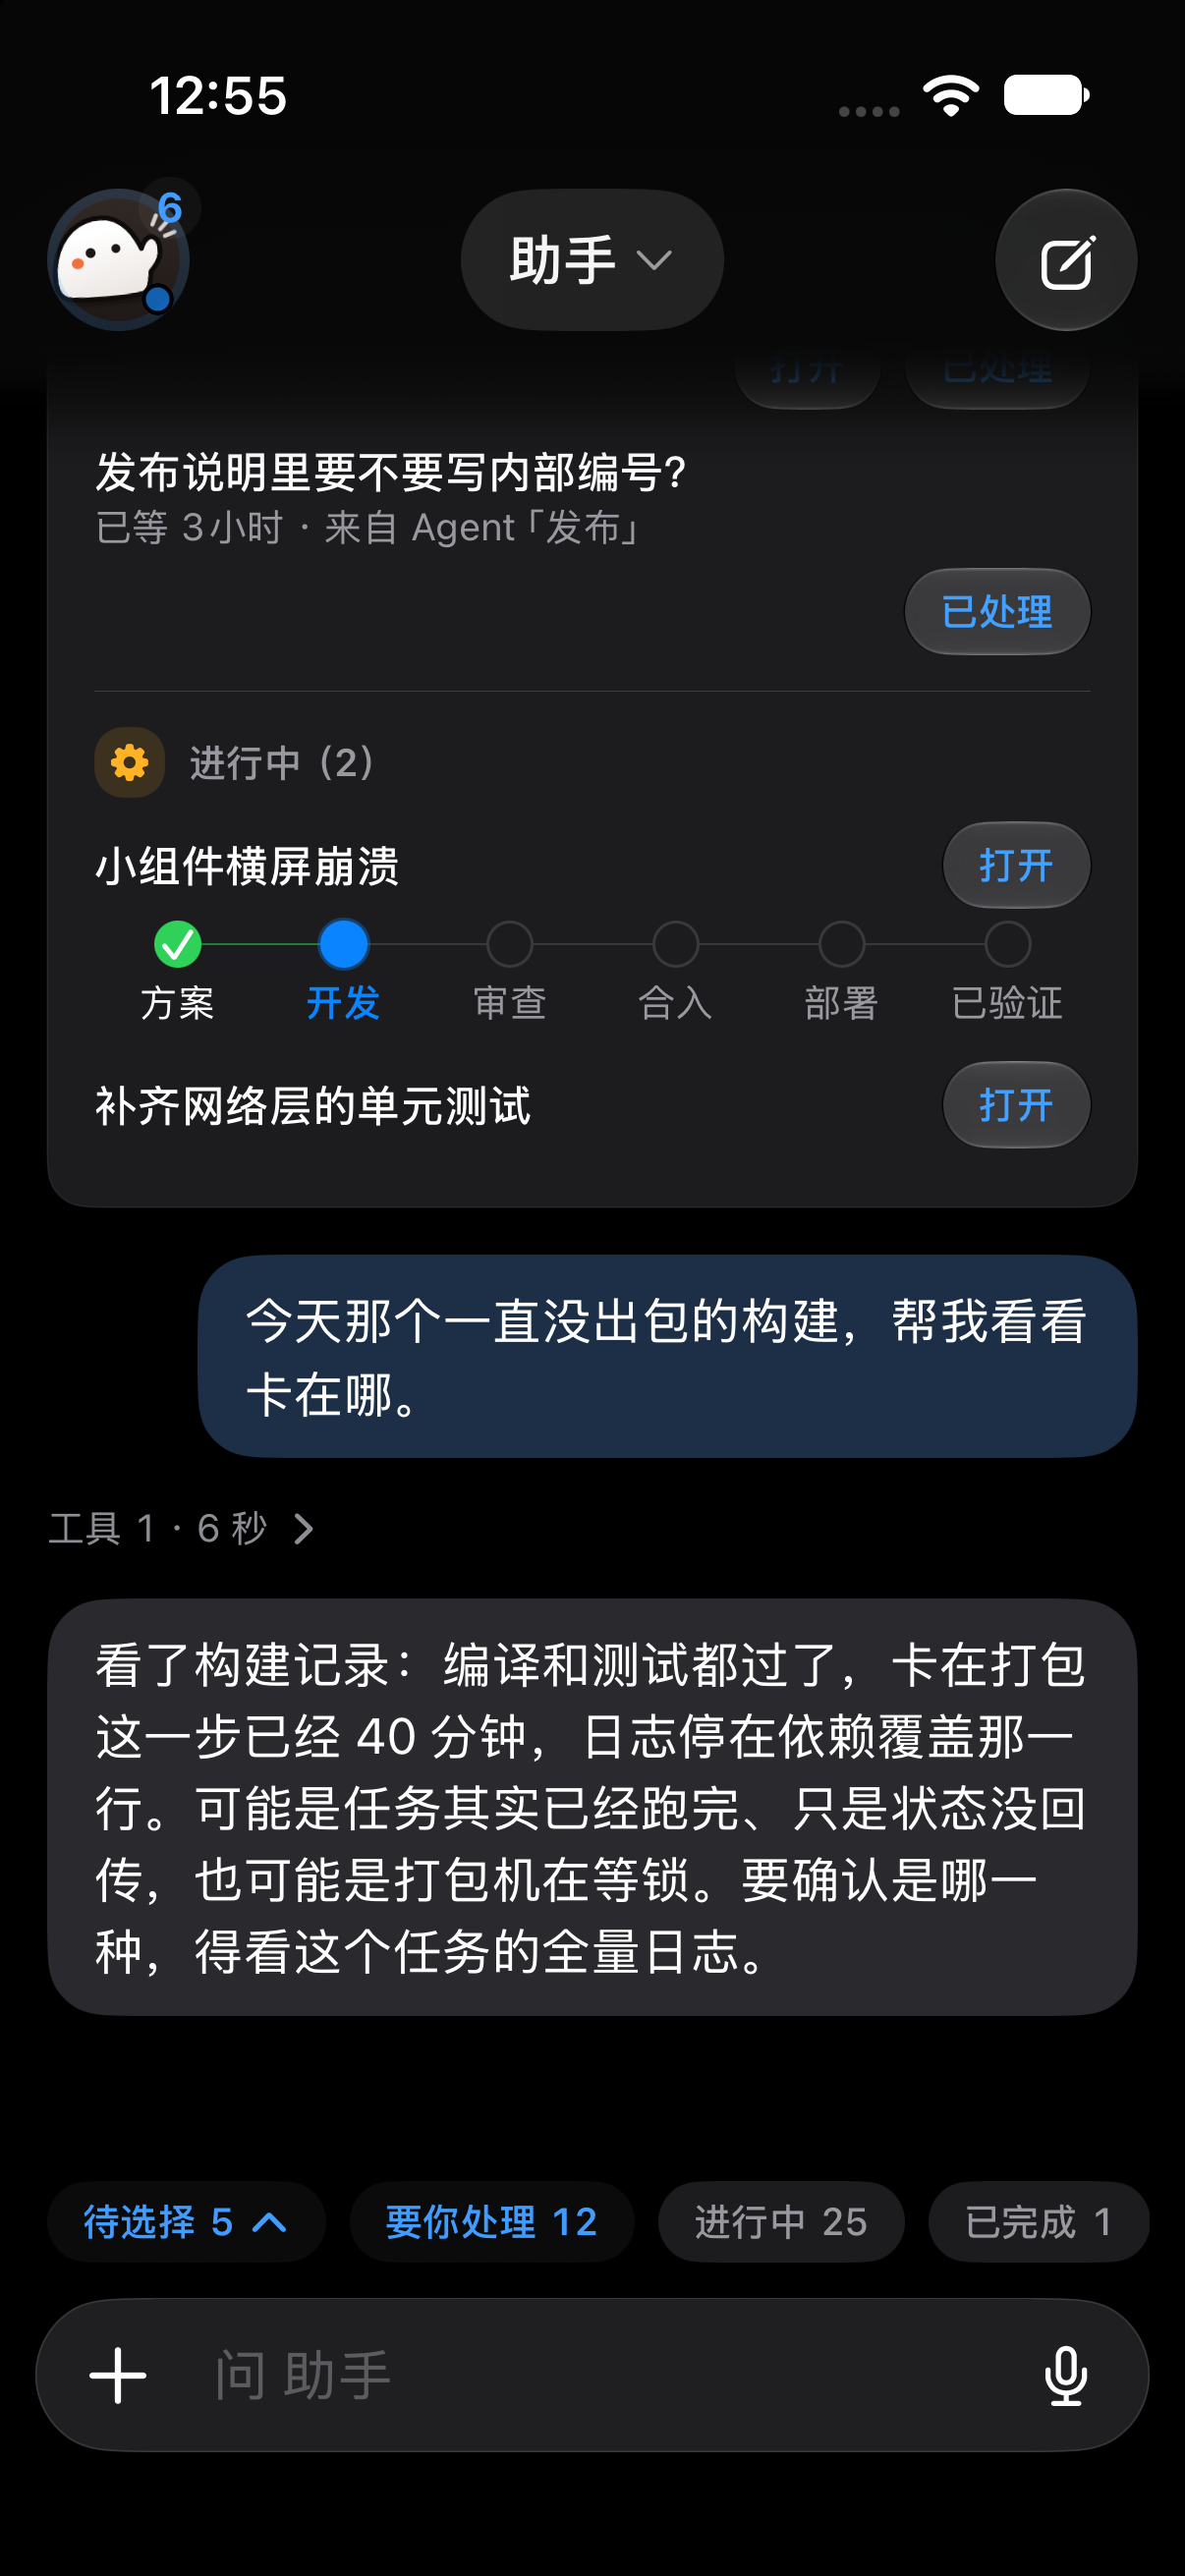 12:55
6
助手
打开
已处理
发布说明里要不要写内部编号?
已等 3小时 · 来自 Agent「发布」
已处理
进行中（2）
小组件横屏崩溃
打开
方案
开发
审查
合入
部署
已验证
补齐网络层的单元测试
打开
今天那个一直没出包的构建，帮我看看
卡在哪。
工具 1 · 6 秒
看了构建记录：编译和测试都过了，卡在打包
这一步已经 40 分钟，日志停在依赖覆盖那一
行。可能是任务其实已经跑完、只是状态没回
传，也可能是打包机在等锁。要确认是哪一
种，得看这个任务的全量日志。
待选择 5
要你处理 12
进行中 25
已完成 1
问 助手